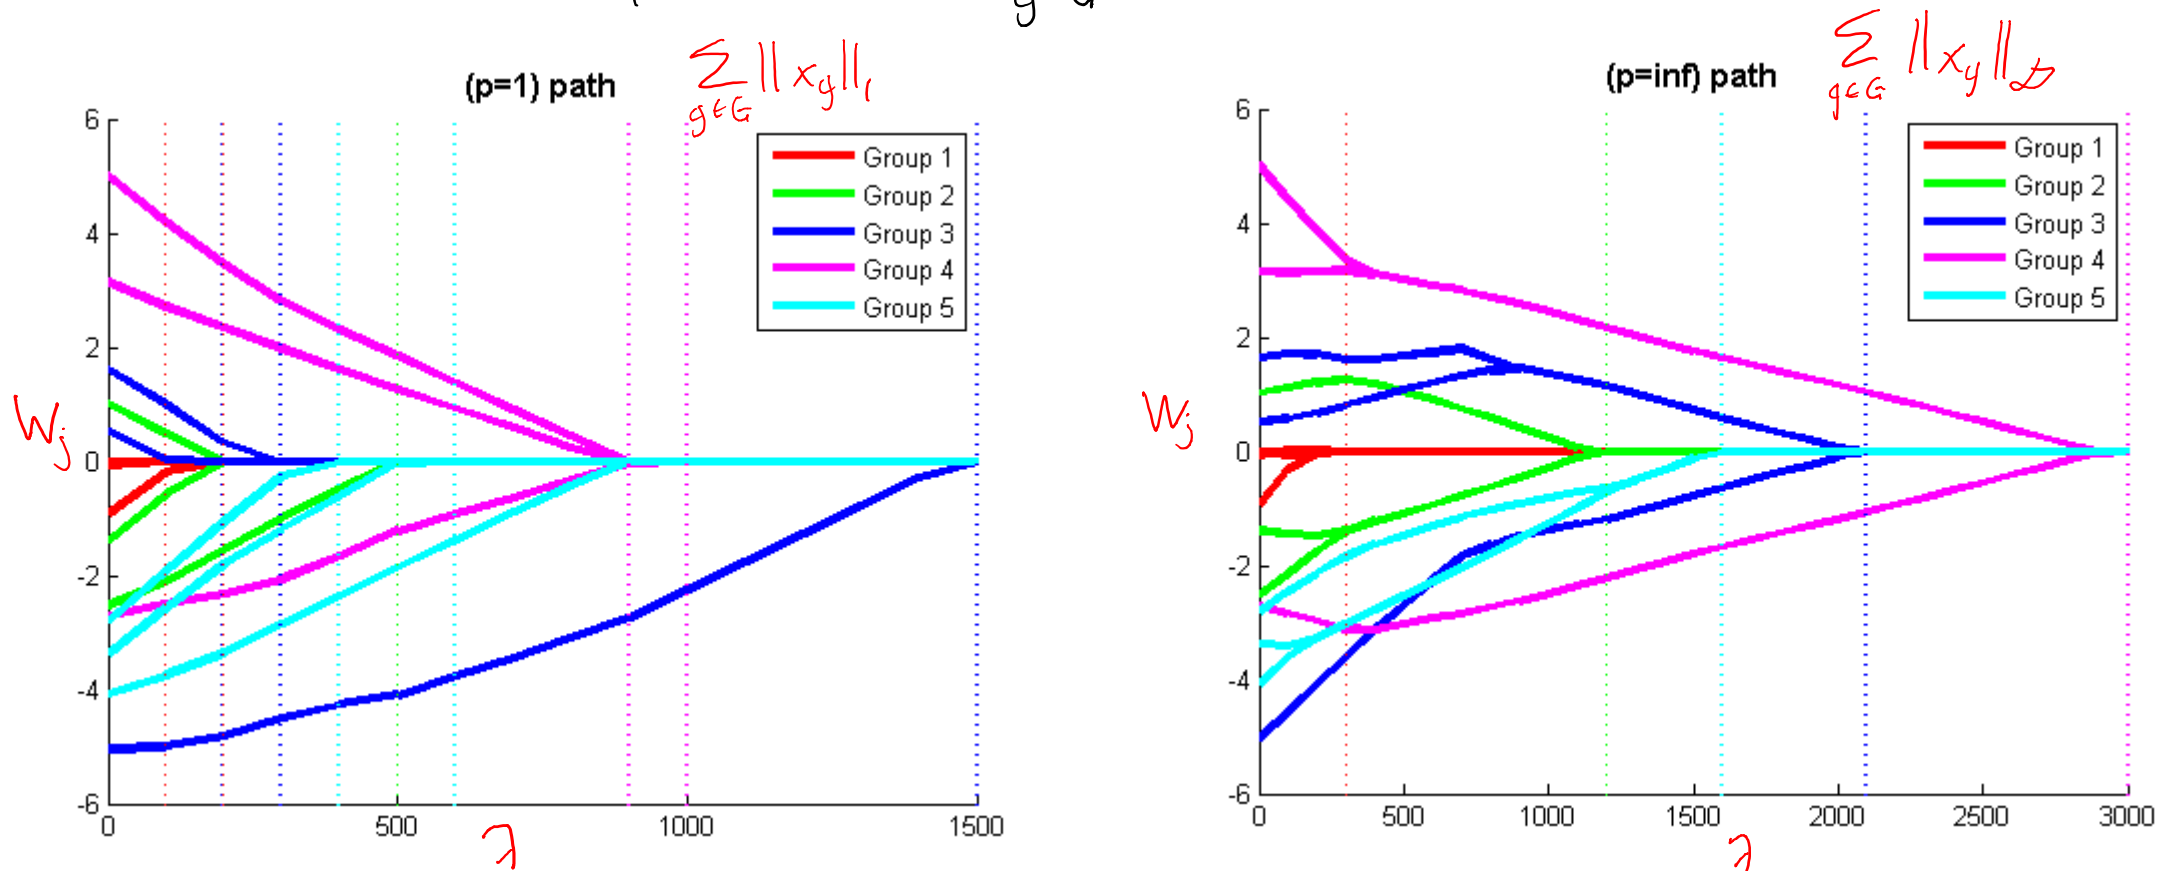 (p=1) path
∑ g∈G ||x_g||_1
6
4
2
0
-2
-4
-6
0 500 1000 1500
W_j
λ
Group 1
Group 2
Group 3
Group 4
Group 5
(p=inf) path
∑ g∈G ||x_g||_∞
6
4
2
0
-2
-4
-6
0 500 1000 1500 2000 2500 3000
W_j
λ
Group 1
Group 2
Group 3
Group 4
Group 5